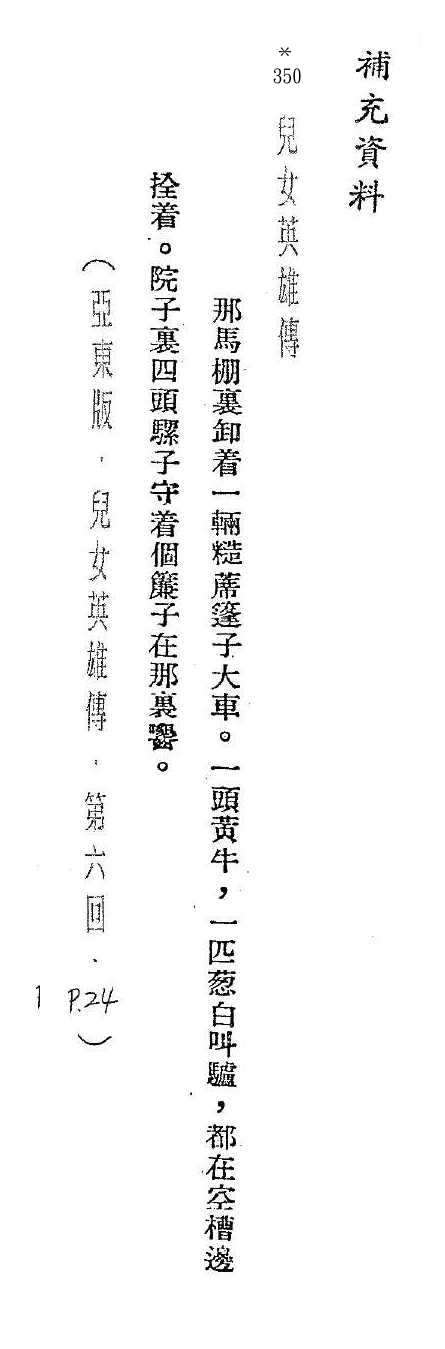 補充資料
*
350 兒女英雄傳
那馬棚裏卸着一輛糙蓆篷子大車。一頭黃牛,一匹葱白叫驢,都在空槽邊
拴着。院子裏四頭騾子守着個簾子在那裏。
(亞東版.兒女英雄傳.第六回.P.24)
1